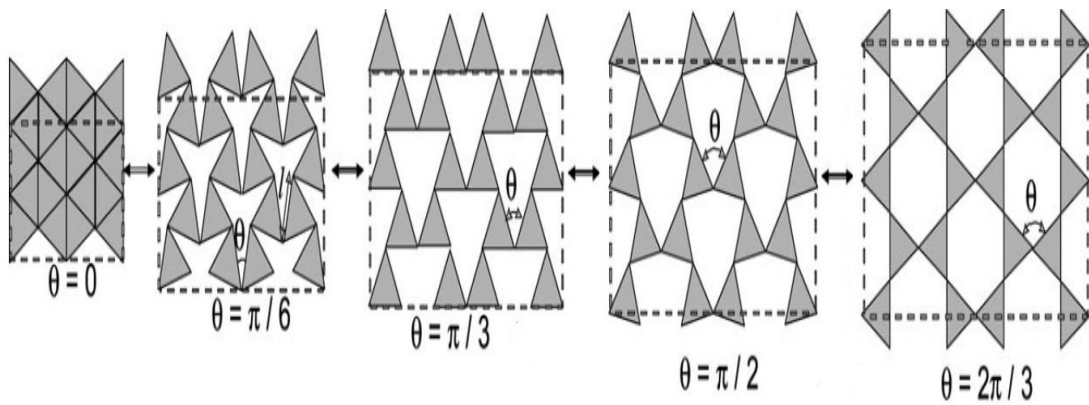 θ
l
θ
θ
θ
θ = 0
θ = π / 6
θ = π / 3
θ = π / 2
θ = 2π / 3